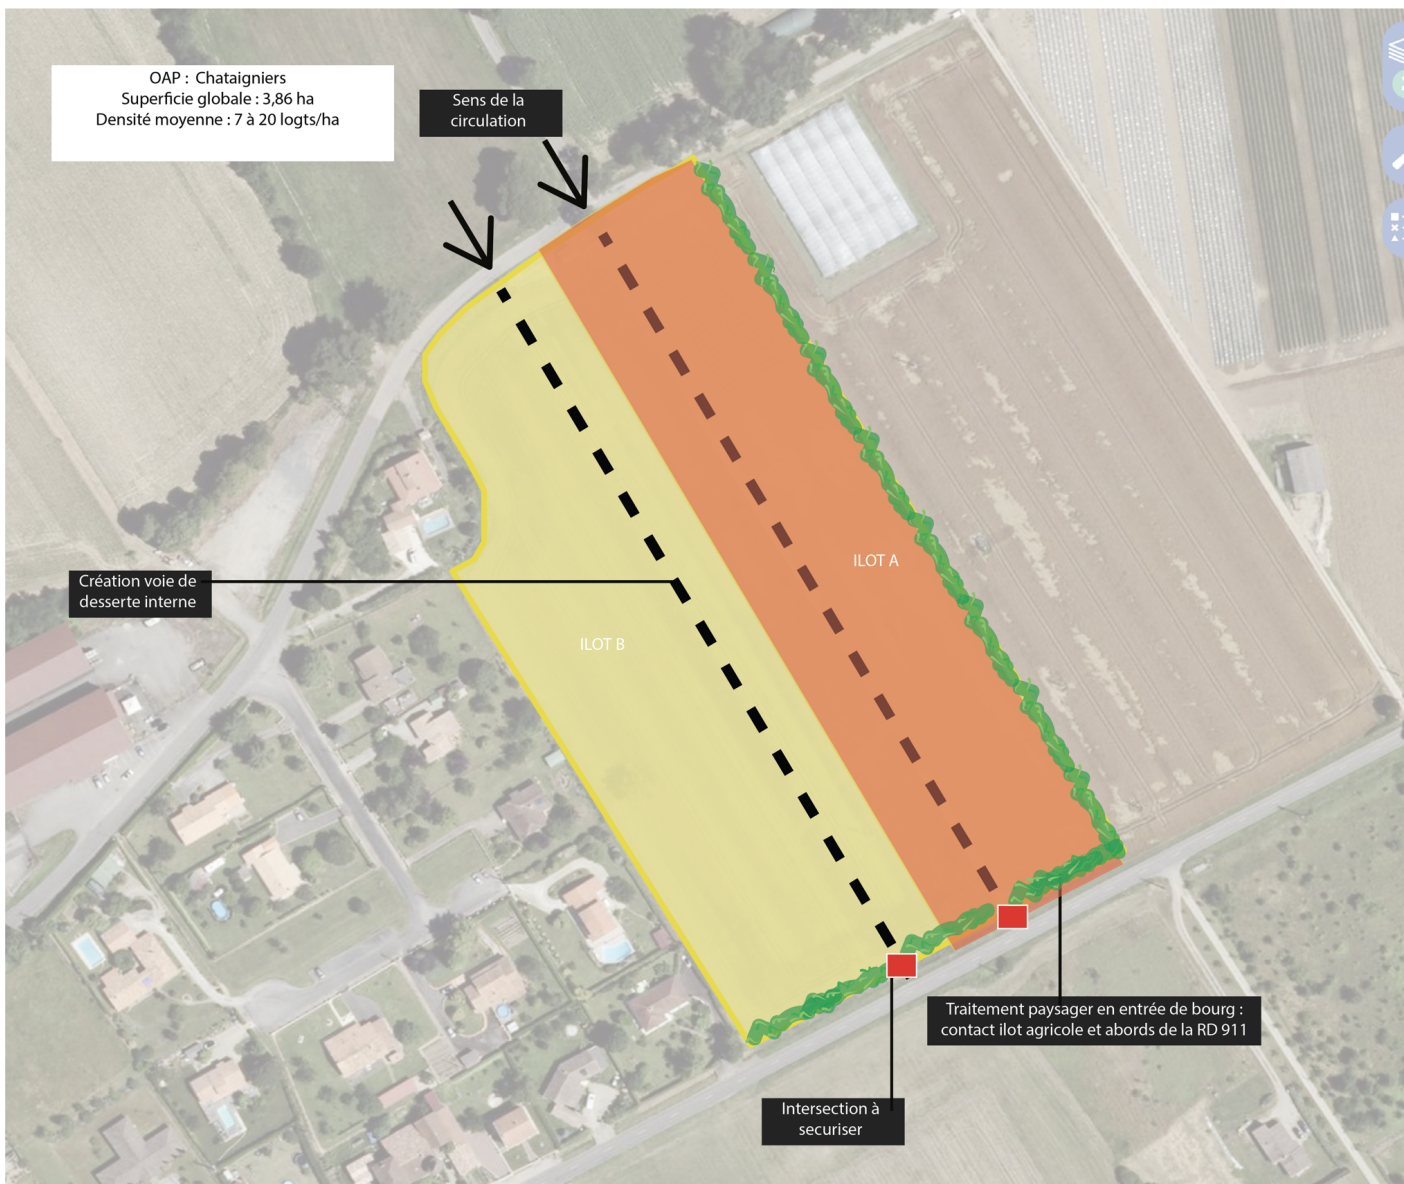 OAP : Chataigniers
Superficie globale : 3,86 ha
Densité moyenne : 7 à 20 logts/ha
Sens de la
circulation
ILOT A
Création voie de
desserte interne
ILOT B
Traitement paysager en entrée de bourg :
contact ilot agricole et abords de la RD 911
Intersection à
securiser